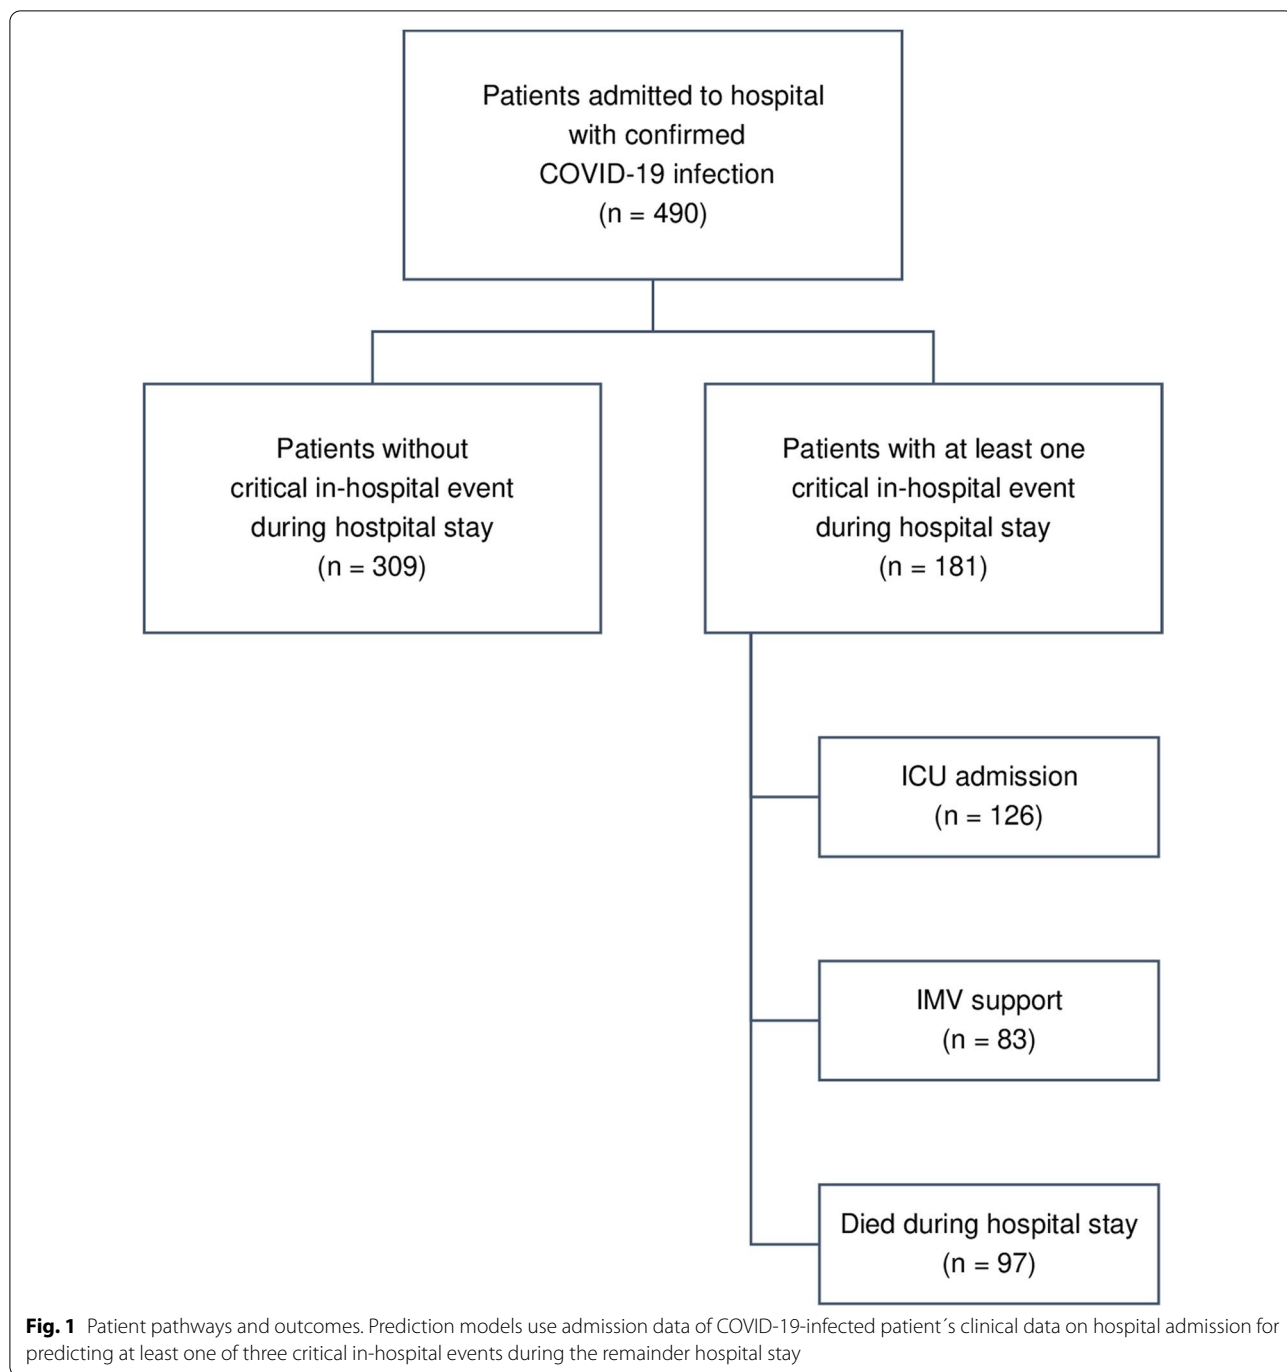 Patients admitted to hospital
with confirmed
COVID-19 infection
(n = 490)
Patients without
critical in-hospital event
during hostpital stay
(n = 309)
Patients with at least one
critical in-hospital event
during hospital stay
(n = 181)
ICU admission
(n = 126)
IMV support
(n = 83)
Died during hospital stay
(n = 97)
Fig. 1 Patient pathways and outcomes. Prediction models use admission data of COVID-19-infected patient´s clinical data on hospital admission for
predicting at least one of three critical in-hospital events during the remainder hospital stay